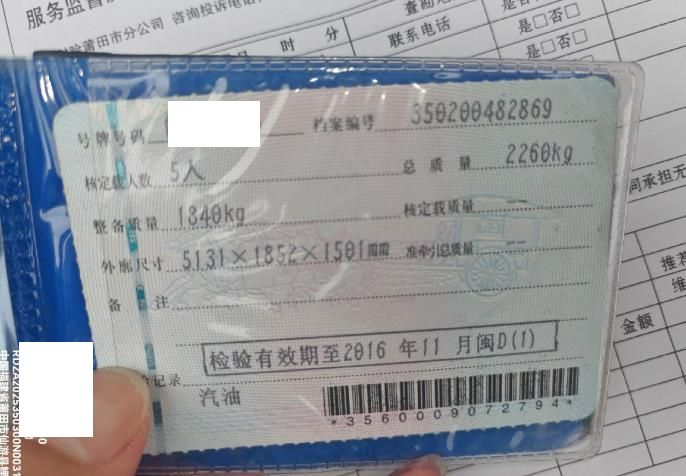 服务监督
查勘地
是否
莆田市分公司 咨询投诉电话
联系电话
是□否□
号 时 分
是□否□
号牌号码 档案编号 350200482869
核定载人数 5人 总质量 2260kg
整备质量 1840kg 核定载质量 --
外廓尺寸 5131×1852×1501 准牵引总质量 --
备注
检验有效期至2016 年11 月闽D(1)
记录 汽油
*3560009072794*
同承担无
推荐
维
金额